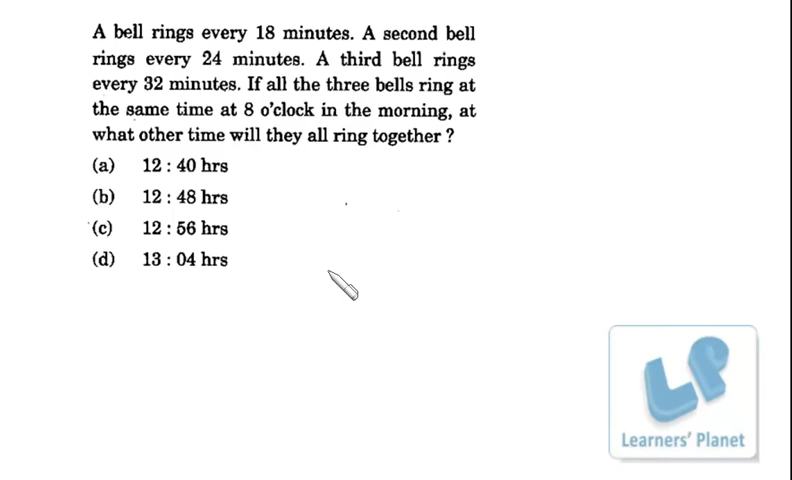 A bell rings every 18 minutes. A second bell
rings every 24 minutes. A third bell rings
every 32 minutes. If all the three bells ring at
the same time at 8 o'clock in the morning, at
what other time will they all ring together ?
(a) 12 : 40 hrs
(b) 12 : 48 hrs
(c) 12 : 56 hrs
(d) 13 : 04 hrs
LP
Learners' Planet